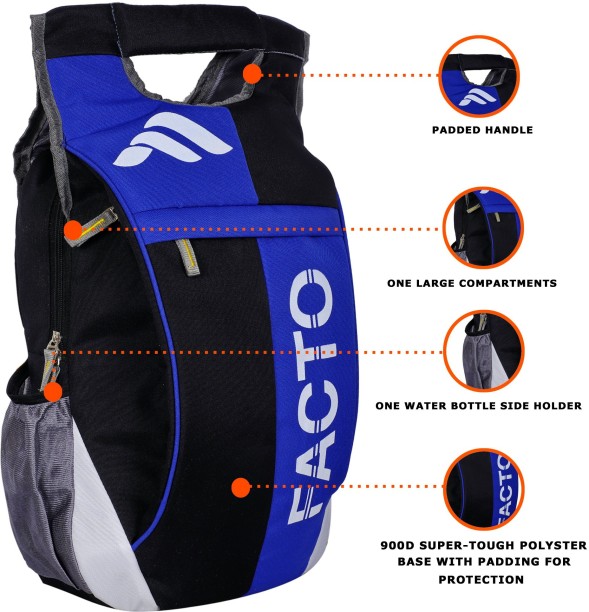 PADDED HANDLE
ONE LARGE COMPARTMENTS
FACTO
ONE WATER BOTTLE SIDE HOLDER
FACTO
900D SUPER-TOUGH POLYSTER
BASE WITH PADDING FOR
PROTECTION